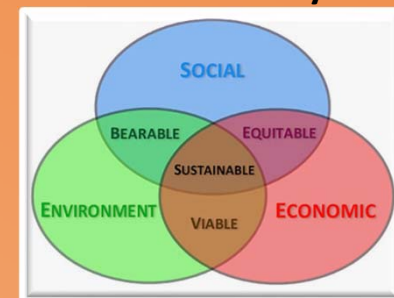 SOCIAL
BEARABLE EQUITABLE
SUSTAINABLE
ENVIRONMENT ECONOMIC
VIABLE